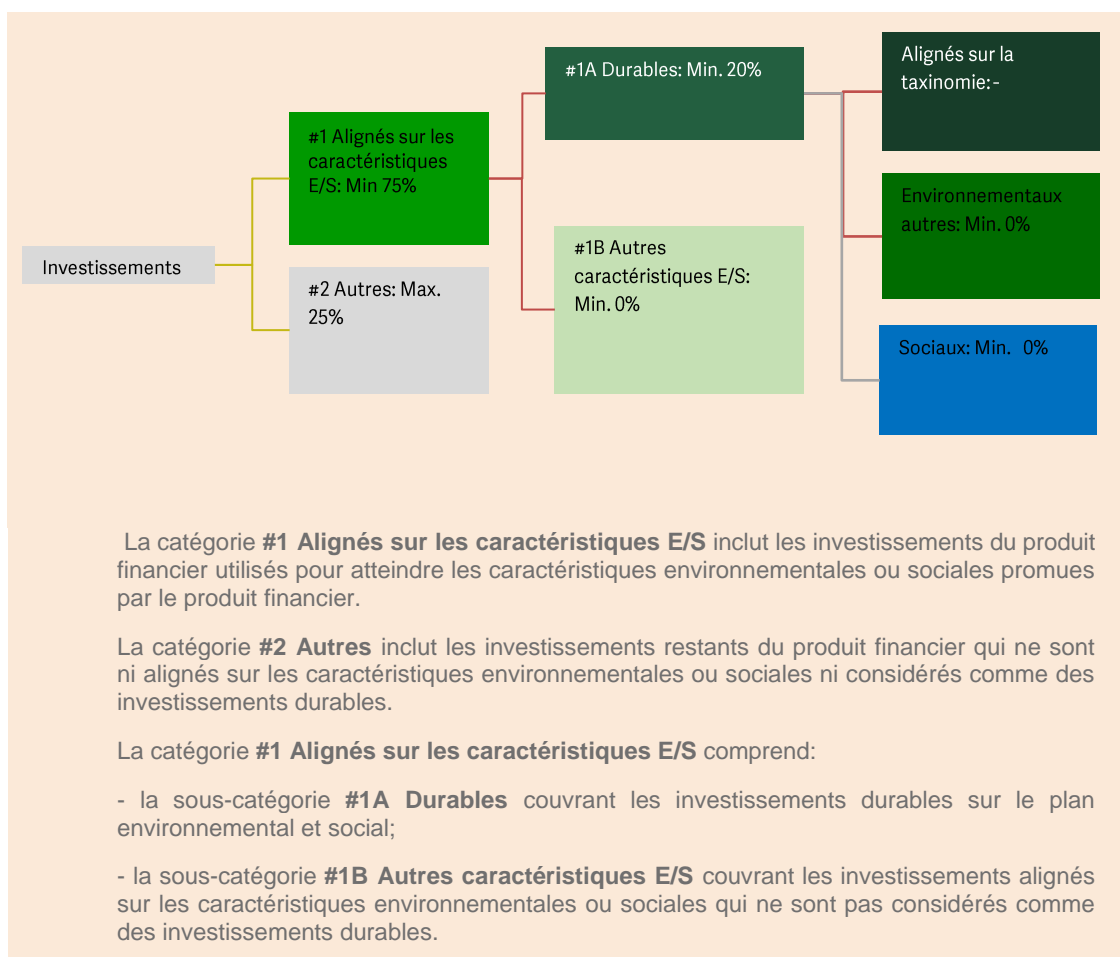 Investissements
#1 Alignés sur les
caractéristiques
E/S: Min 75%
#2 Autres: Max.
25%
#1A Durables: Min. 20%
#1B Autres
caractéristiques E/S:
Min. 0%
Alignés sur la
taxinomie:-
Environnementaux
autres: Min. 0%
Sociaux: Min. 0%
La catégorie #1 Alignés sur les caractéristiques E/S inclut les investissements du produit
financier utilisés pour atteindre les caractéristiques environnementales ou sociales promues
par le produit financier.
La catégorie #2 Autres inclut les investissements restants du produit financier qui ne sont
ni alignés sur les caractéristiques environnementales ou sociales ni considérés comme des
investissements durables.
La catégorie #1 Alignés sur les caractéristiques E/S comprend:
- la sous-catégorie #1A Durables couvrant les investissements durables sur le plan
environnemental et social;
- la sous-catégorie #1B Autres caractéristiques E/S couvrant les investissements alignés
sur les caractéristiques environnementales ou sociales qui ne sont pas considérés comme
des investissements durables.